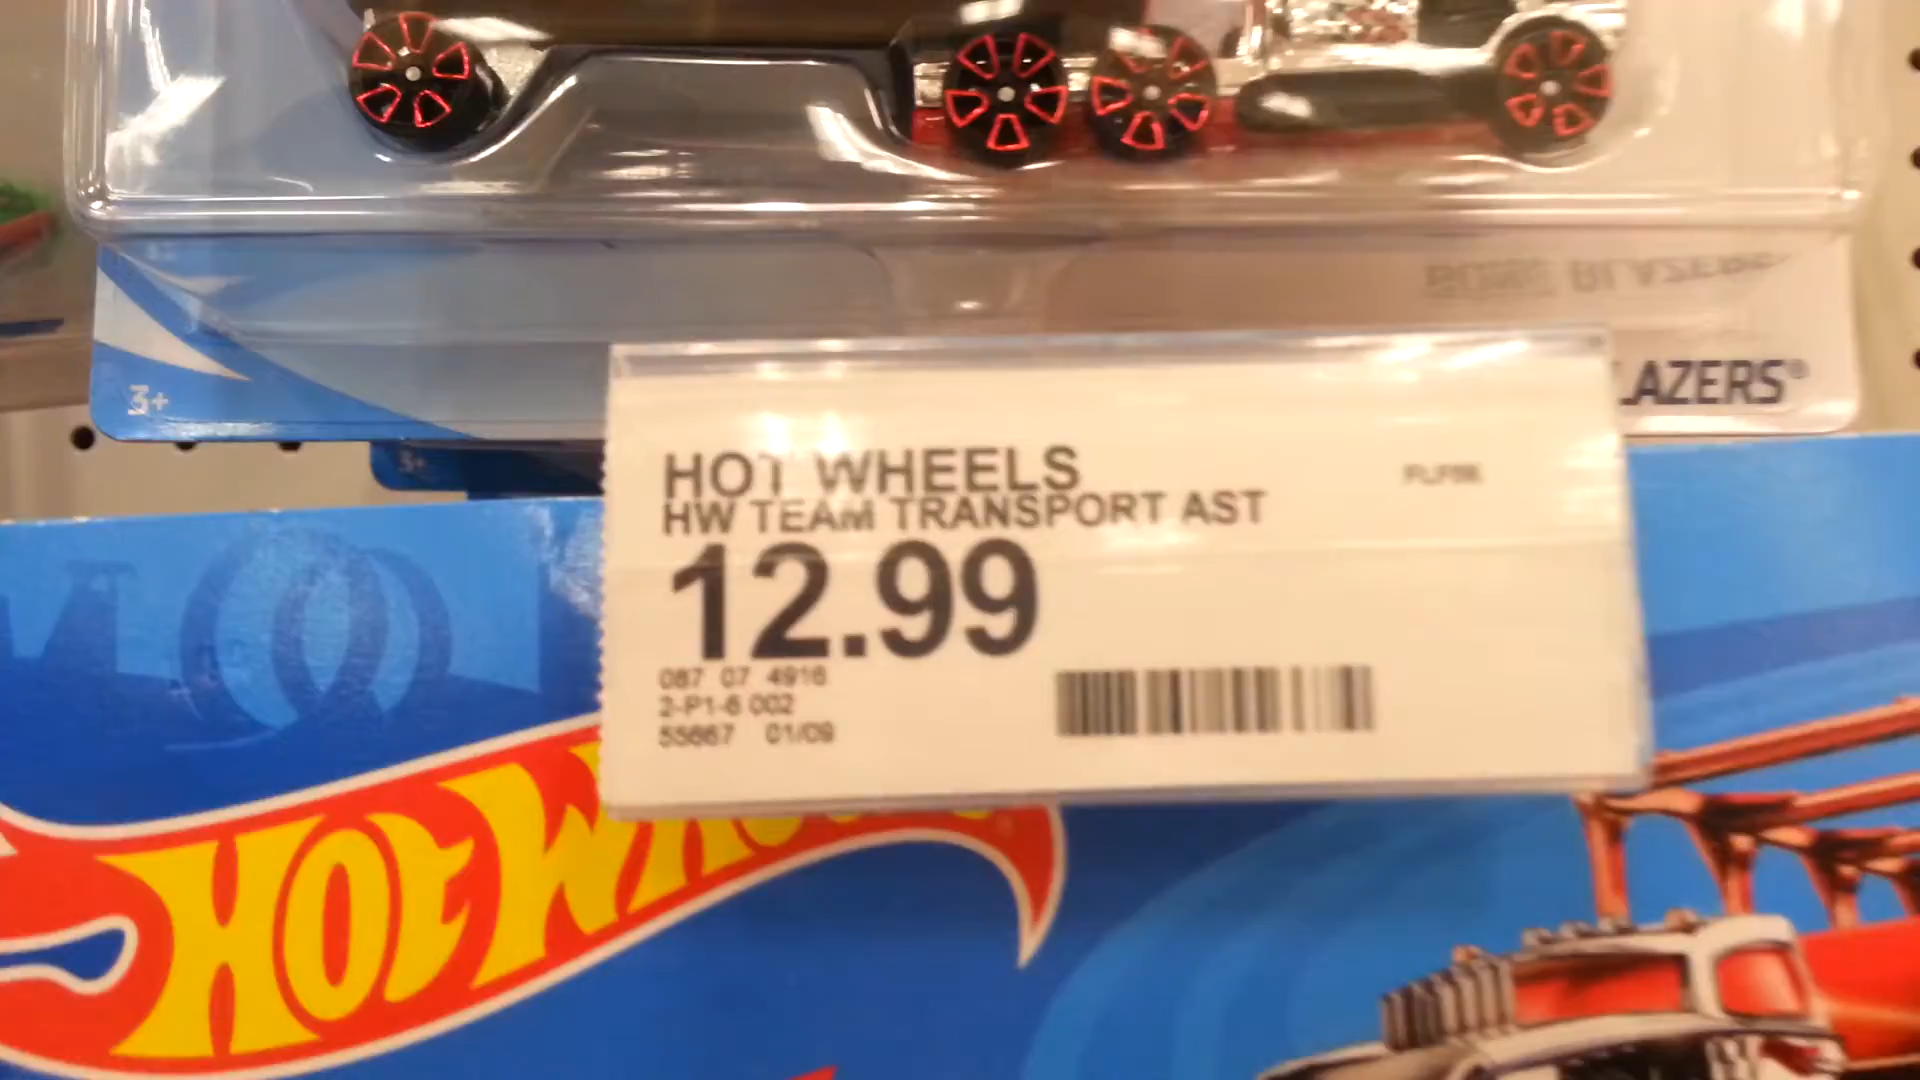 LAZERS®
3+
3+
HOT WHEELS
HW TEAM TRANSPORT AST
12.99
087 07 4916
2-P1-6 002
55667 01/09
HOT WHEELS